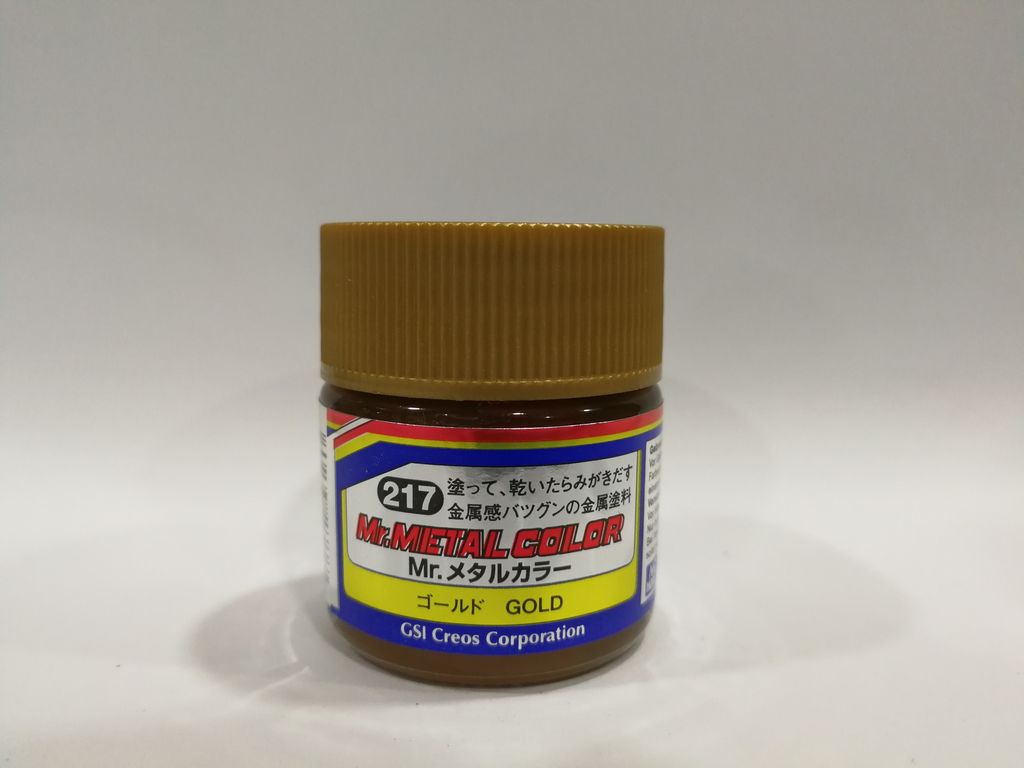 217
塗って、乾いたらみがきだす
金属感バツグンの金属塗料
Mr.METAL COLOR
Mr.メタルカラー
ゴールド GOLD
GSI Creos Corporation